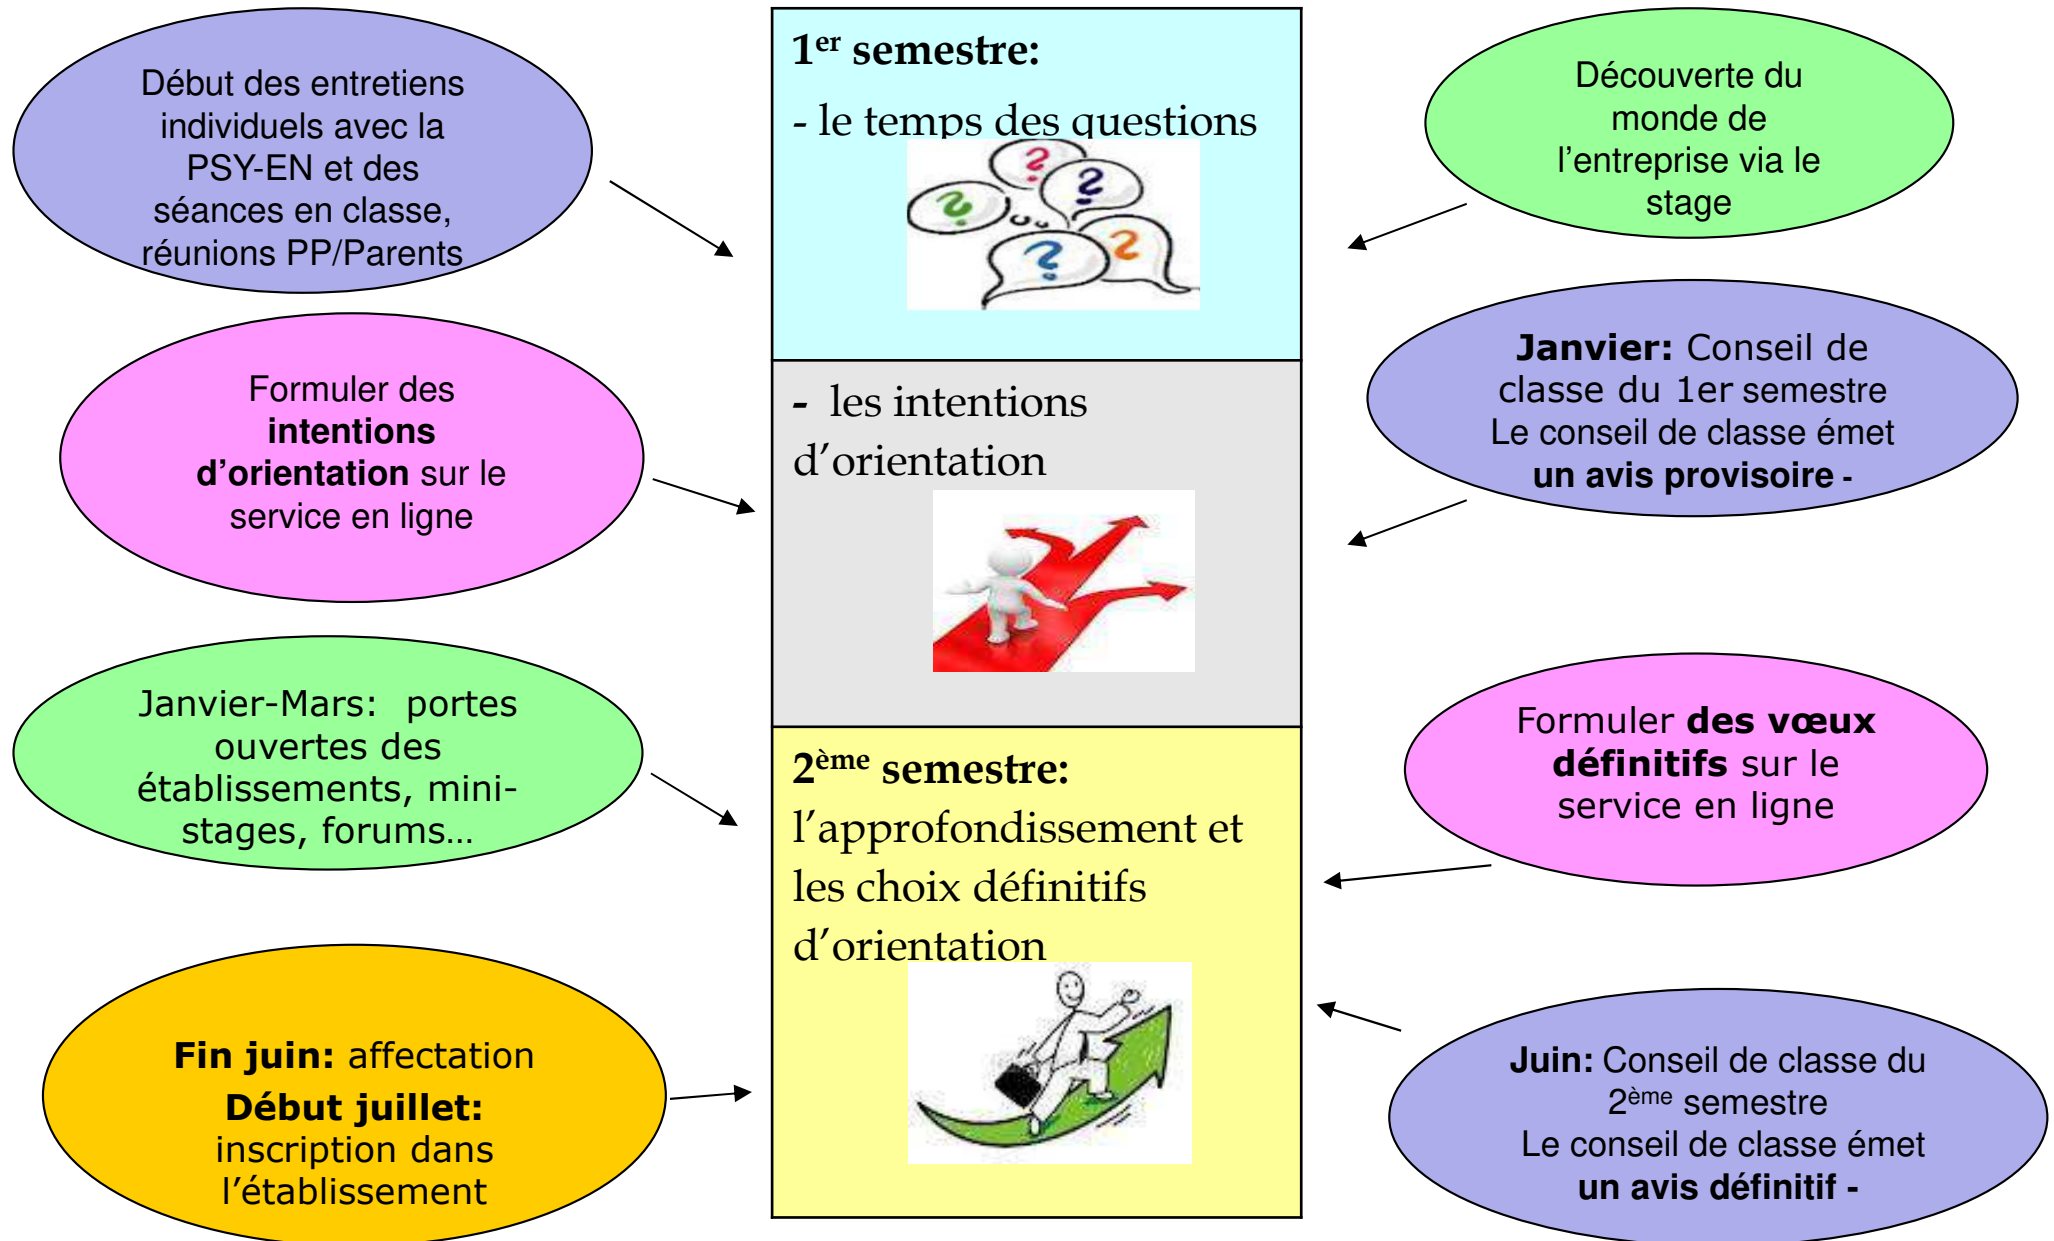 Début des entretiens
individuels avec la
PSY-EN et des
séances en classe,
réunions PP/Parents
Formuler des
intentions
d’orientation sur le
service en ligne
Janvier-Mars:  portes
ouvertes des
établissements, mini-
stages, forums…
Fin juin: affectation
Début juillet:
inscription dans
l’établissement
1er semestre:
- le temps des questions
-  les intentions
d’orientation
2ème semestre:
l’approfondissement et
les choix définitifs
d’orientation
Découverte du
monde de
l’entreprise via le
stage
Janvier: Conseil de
classe du 1er semestre
Le conseil de classe émet
un avis provisoire -
Formuler des vœux
définitifs sur le
service en ligne
Juin: Conseil de classe du
2ème semestre
Le conseil de classe émet
un avis définitif -